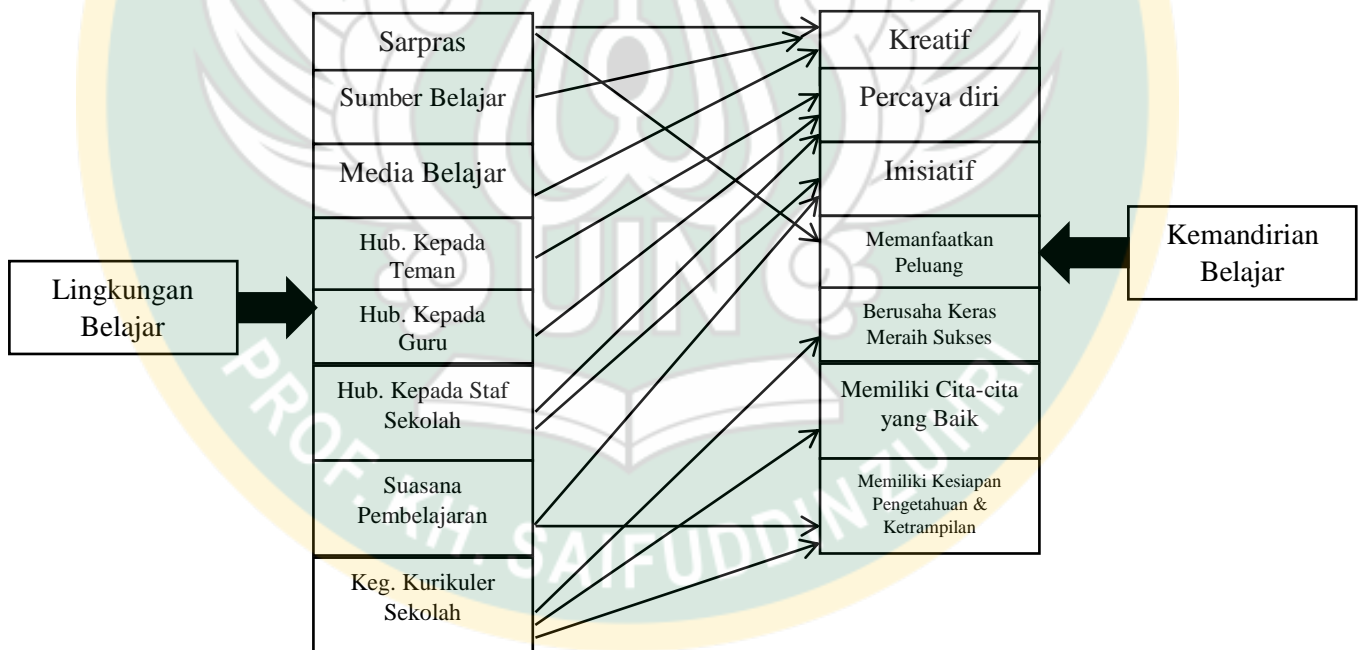 Lingkungan
Belajar
Sarpras
Sumber Belajar
Media Belajar
Hub. Kepada
Teman
Hub. Kepada
Guru
Hub. Kepada Staf
Sekolah
Suasana
Pembelajaran
Keg. Kurikuler
Sekolah
Kreatif
Percaya diri
Inisiatif
Memanfaatkan
Peluang
Berusaha Keras
Meraih Sukses
Memiliki Cita-cita
yang Baik
Memiliki Kesiapan
Pengetahuan &
Ketrampilan
Kemandirian
Belajar
UIN
PROF. KH. SAIFUDDIN ZUHRI